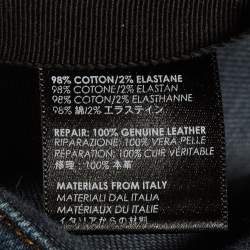 98% COTTON/2% ELASTANE
98% COTONE/2% ELASTAN
98% COTON/2% ELASTHANNE
98% 綿/2% エラスティン
REPAIR: 100% GENUINE LEATHER
RIPARAZIONE: 100% VERA PELLE
RÉPARATION: 100% CUIR VÉRITABLE
修理 : 100% 本革
MATERIALS FROM ITALY
MATERIALI DAL ITALIA
MATÉRIAUX DU ITALIE
イタリアからの材料